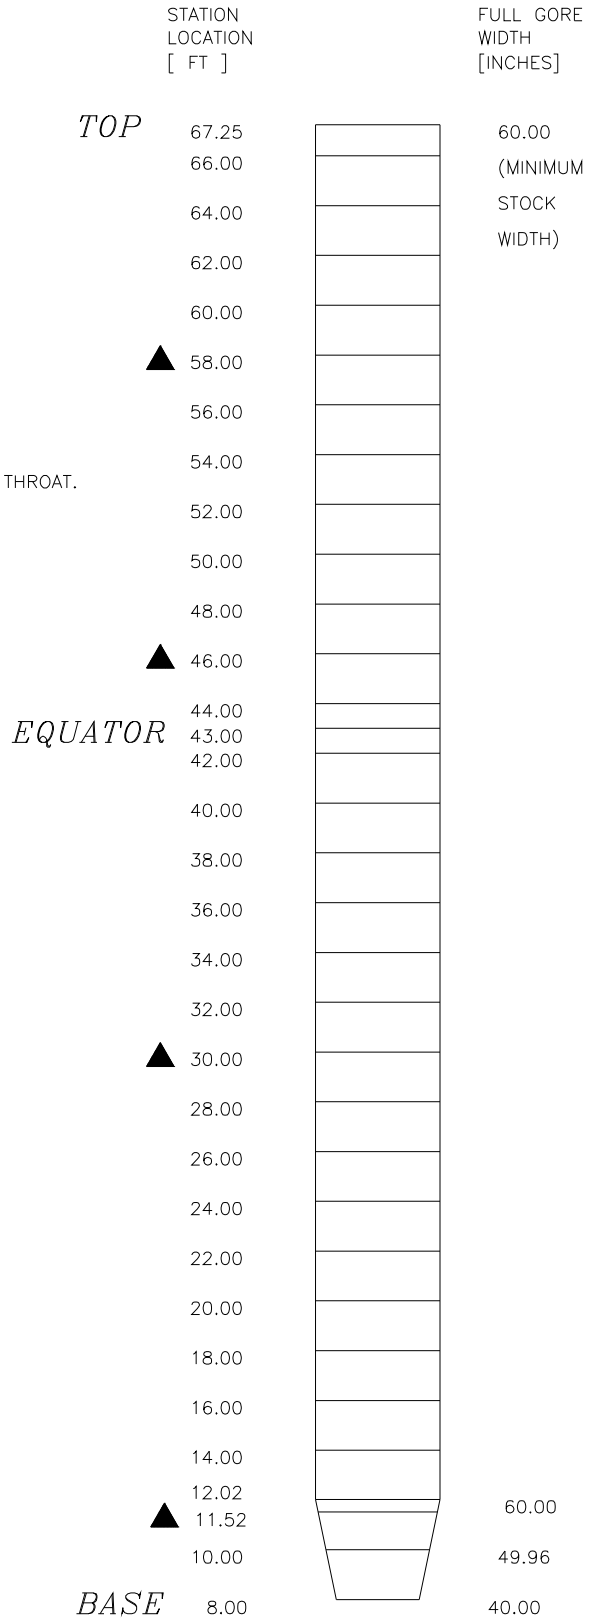 STATION FULL GORE
LOCATION WIDTH
[ FT ] [INCHES]
TOP 67.25 60.00
66.00 (MINIMUM
64.00 STOCK
62.00 WIDTH)
60.00
58.00
56.00
54.00
THROAT.
52.00
50.00
48.00
46.00
44.00
EQUATOR 43.00
42.00
40.00
38.00
36.00
34.00
32.00
30.00
28.00
26.00
24.00
22.00
20.00
18.00
16.00
14.00
12.02
11.52 60.00
10.00 49.96
BASE 8.00 40.00